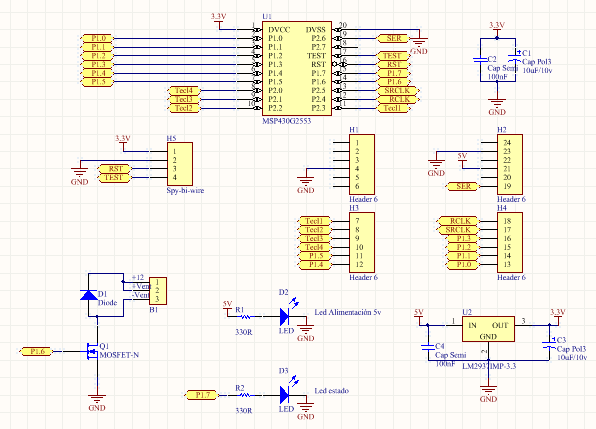 3.3V
U1
DVCC
P1.0
P1.1
P1.2
P1.3
P1.4
P1.5
P2.0
P2.1
P2.2
DVSS
P2.6
P2.7
TEST
RST
P1.7
P1.6
P2.5
P2.4
P2.3
20
MSP430G2553
P1.0
P1.1
P1.2
P1.3
P1.4
P1.5
Tecl4
Tecl3
Tecl2
SER
GND
TEST
RST
P1.7
P1.6
SRCLK
RCLK
Tecl1
3.3V
C2
Cap Semi
100nF
C1
Cap Pol3
10uF/10v
GND
3.3V
H5
1
2
3
4
RST
TEST
GND
Spy-bi-wire
H1
1
2
3
4
5
6
GND
Header 6
H2
24
23
22
21
20
19
GND
5V
SER
Header 6
H3
Tecl1 7
Tecl2 8
Tecl3 9
Tecl4 10
P1.5 11
P1.4 12
Header 6
H4
RCLK 18
SRCLK 17
P1.3 16
P1.2 15
P1.1 14
P1.0 13
Header 6
+12
+Vent
-Vent
1
2
3
B1
D1
Diode
Q1
MOSFET-N
P1.6
GND
5V
R1
330R
D2
LED
Led Alimentación 5v
GND
P1.7
R2
330R
D3
LED
Led estado
GND
5V
U2
1
IN OUT
GND
3
2
3.3V
C4
Cap Semi
100nF
LM2937IMP-3.3
C3
Cap Pol3
10uF/10v
GND